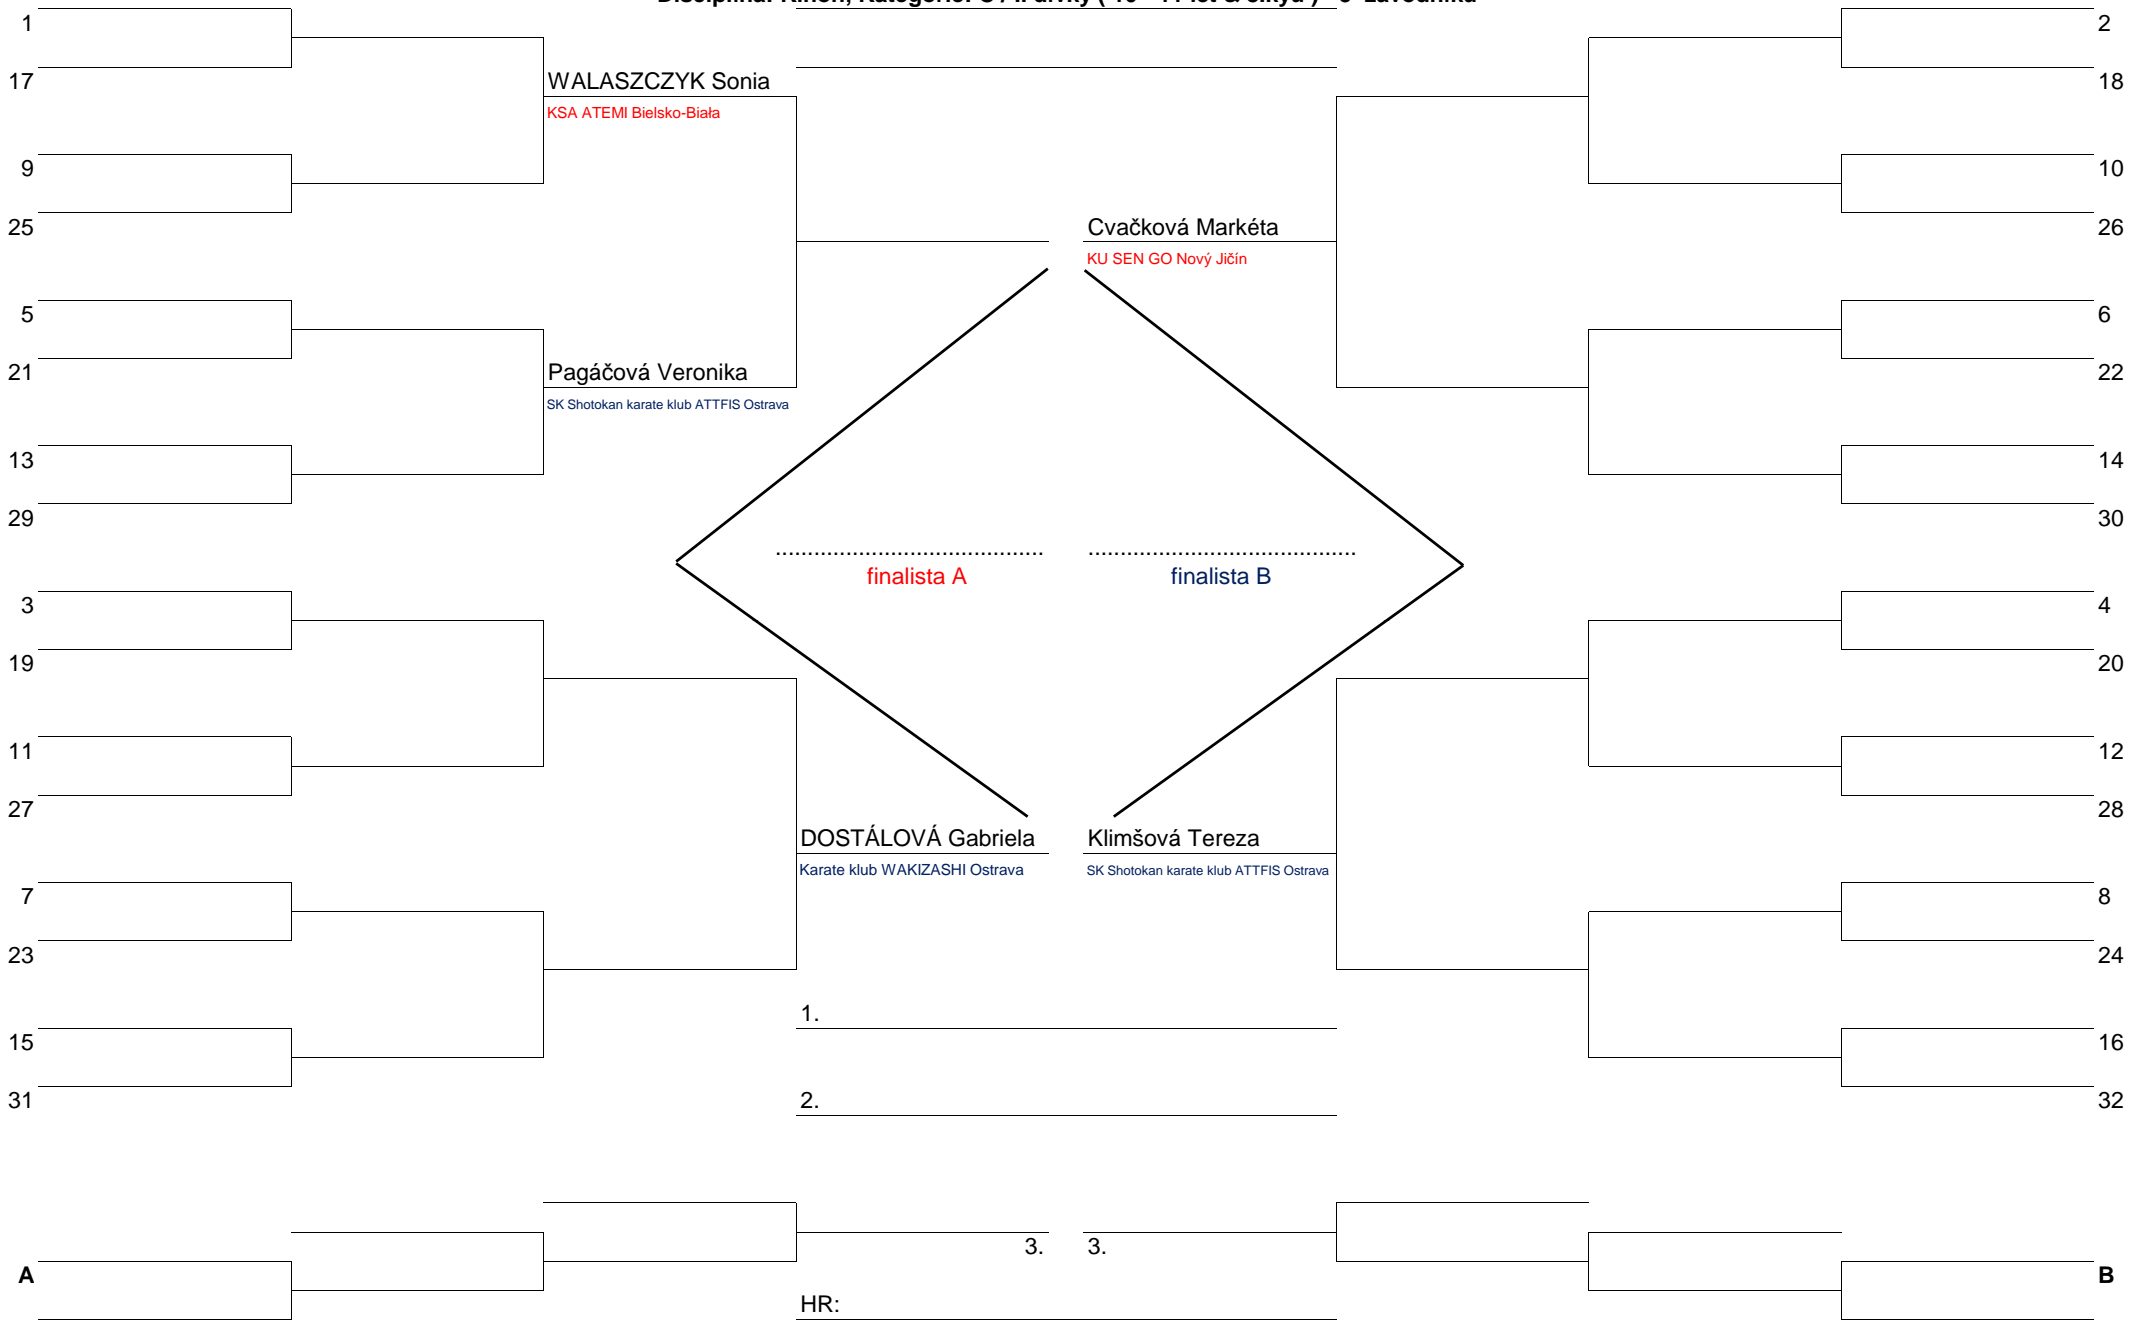 1
2
17
WALASZCZYK Sonia
18
KSA ATEMI Bielsko-Biała
9
10
25
Cvačková Markéta
26
KU SEN GO Nový Jičín
5
6
21
Pagáčová Veronika
22
SK Shotokan karate klub ATTFIS Ostrava
13
14
29
30
.......................................... ..........................................
finalista A
finalista B
3
4
19
20
11
12
27
28
DOSTÁLOVÁ Gabriela
Klimšová Tereza
Karate klub WAKIZASHI Ostrava
SK Shotokan karate klub ATTFIS Ostrava
7
8
23
24
1.
15
16
31
2.
32
3.
3.
A
B
HR: